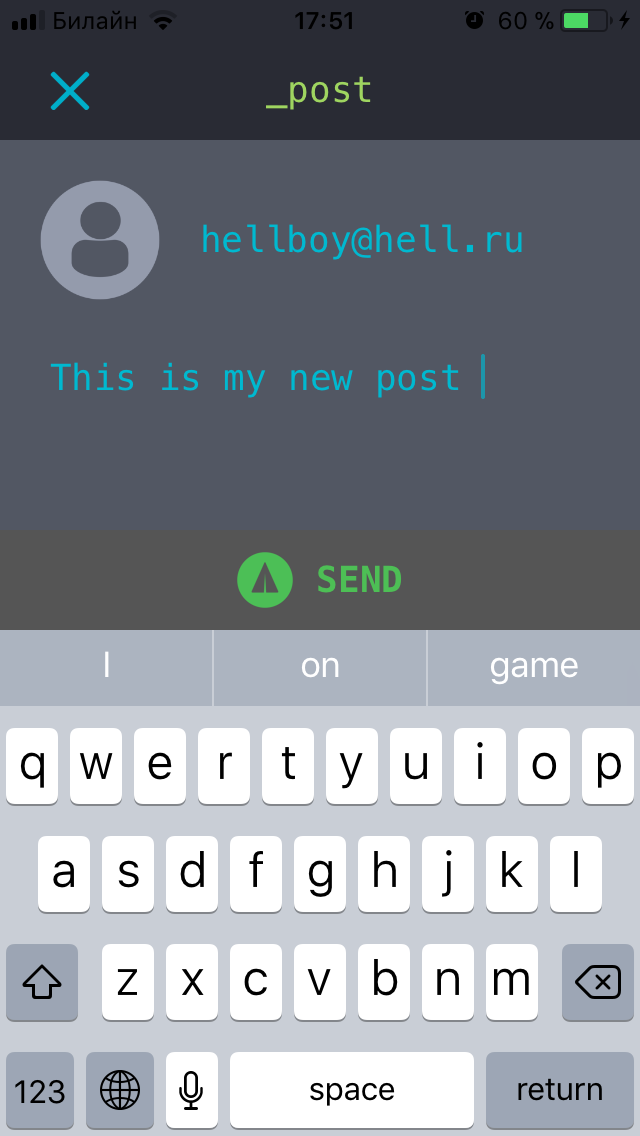 Билайн 17:51 60 %
_post
hellboy@hell.ru
This is my new post
SEND
I on game
q w e r t y u i o p
a s d f g h j k l
z x c v b n m
123 space return